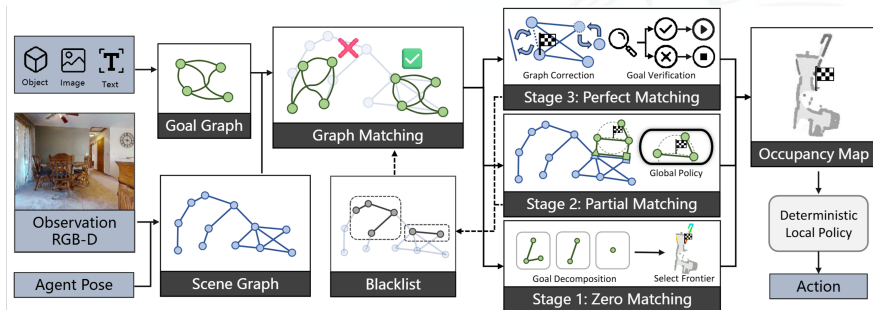 Object
Image
Text
T
Goal Graph
Graph Matching
Graph Correction
Goal Verification
Stage 3: Perfect Matching
Occupancy Map
Global Policy
Stage 2: Partial Matching
Observation
RGB-D
Scene Graph
Blacklist
Deterministic
Local Policy
Goal Decomposition
Select Frontier
Stage 1: Zero Matching
Agent Pose
Action